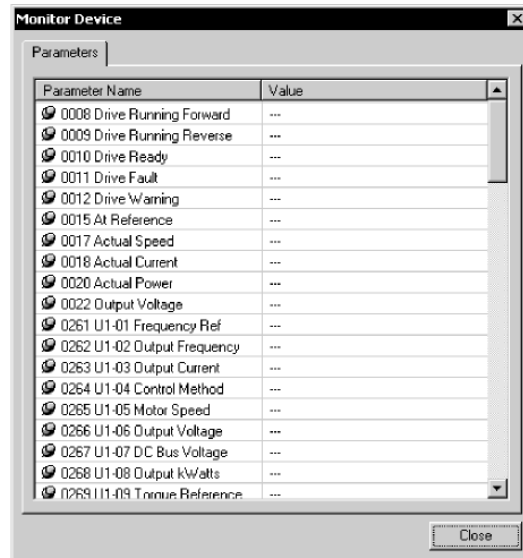 Monitor Device
Parameters
Parameter Name Value
0008 Drive Running Forward ---
0009 Drive Running Reverse ---
0010 Drive Ready ---
0011 Drive Fault ---
0012 Drive Warning ---
0015 At Reference ---
0017 Actual Speed ---
0018 Actual Current ---
0020 Actual Power ---
0022 Output Voltage ---
0261 U1-01 Frequency Ref ---
0262 U1-02 Output Frequency ---
0263 U1-03 Output Current ---
0264 U1-04 Control Method ---
0265 U1-05 Motor Speed ---
0266 U1-06 Output Voltage ---
0267 U1-07 DC Bus Voltage ---
0268 U1-08 Output kWatts ---
0269 U1-09 Torque Reference ---
Close